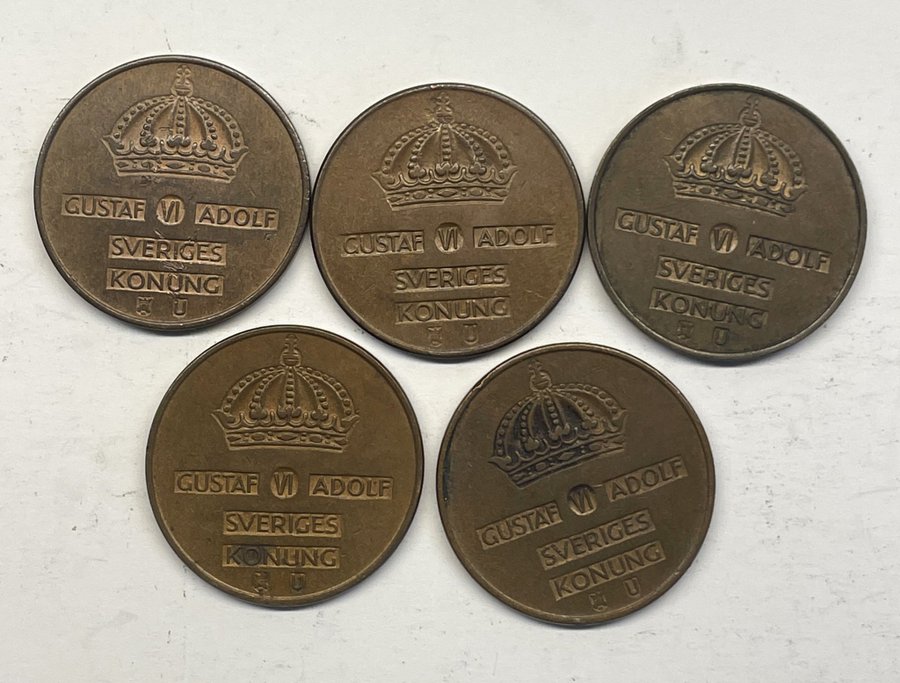 GUSTAF VI ADOLF
SVERIGES
KONUNG
U
GUSTAF VI ADOLF
SVERIGES
KONUNG
U
GUSTAF VI ADOLF
SVERIGES
KONUNG
U
GUSTAF VI ADOLF
SVERIGES
KONUNG
U
GUSTAF VI ADOLF
SVERIGES
KONUNG
U